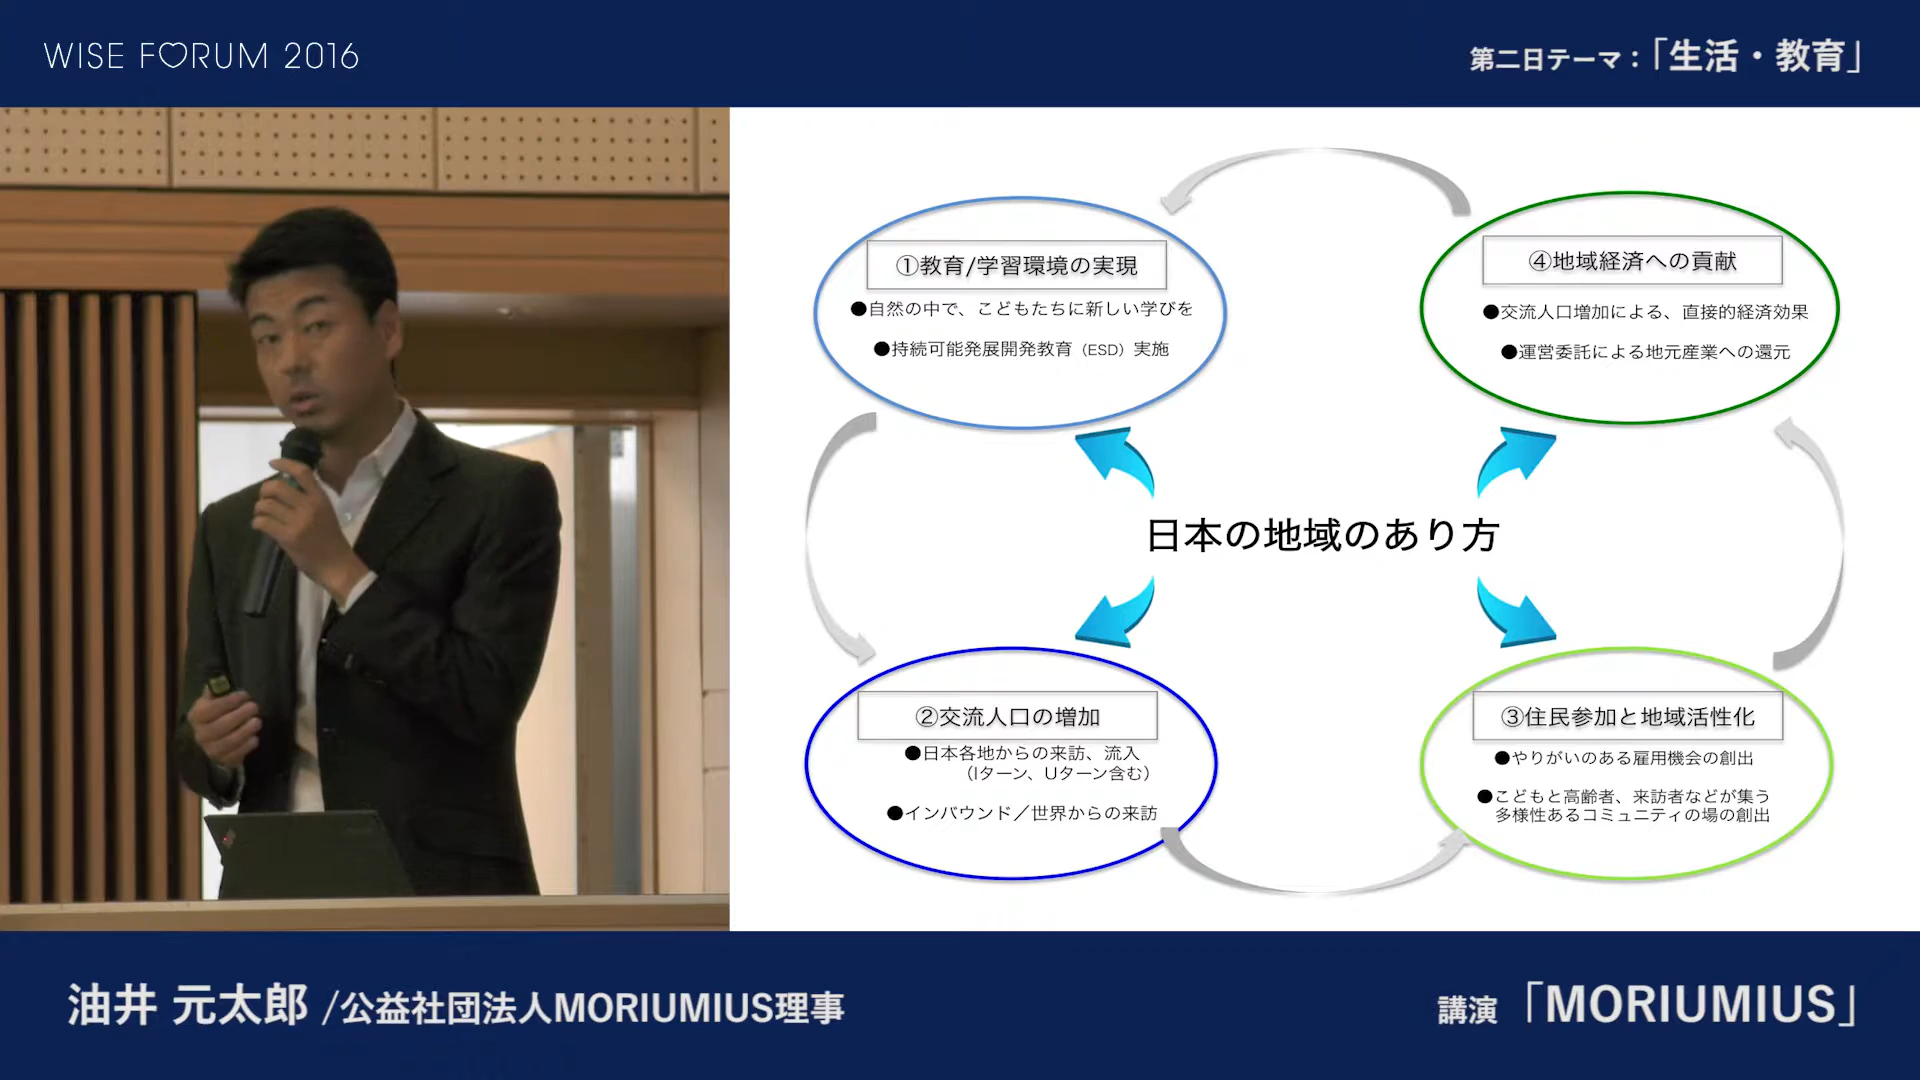 WISE FORUM 2016
第二日テーマ：「生活・教育」
①教育/学習環境の実現
●自然の中で、こどもたちに新しい学びを
●持続可能発展開発教育（ESD）実施
④地域経済への貢献
●交流人口増加による、直接的経済効果
●運営委託による地元産業への還元
日本の地域のあり方
②交流人口の増加
●日本各地からの来訪、流入
（Iターン、Uターン含む）
●インバウンド／世界からの来訪
③住民参加と地域活性化
●やりがいのある雇用機会の創出
●こどもと高齢者、来訪者などが集う
多様性あるコミュニティの場の創出
油井 元太郎 /公益社団法人MORIUMIUS理事
講演「MORIUMIUS」